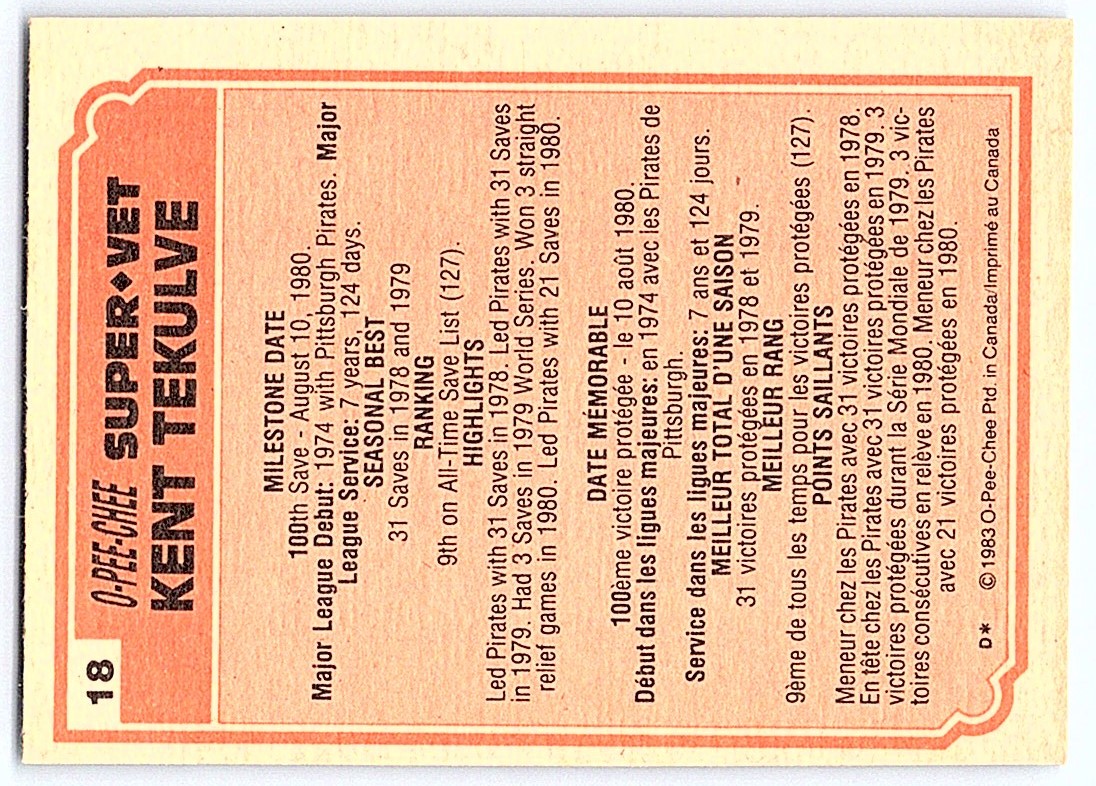 18
O-PEE-CHEE SUPER◆VET
KENT TEKULVE
MILESTONE DATE
100th Save - August 10, 1980.
Major League Debut: 1974 with Pittsburgh Pirates. Major
League Service: 7 years, 124 days.
SEASONAL BEST
31 Saves in 1978 and 1979
RANKING
9th on All-Time Save List (127).
HIGHLIGHTS
Led Pirates with 31 Saves in 1978. Led Pirates with 31 Saves
in 1979. Had 3 Saves in 1979 World Series. Won 3 straight
relief games in 1980. Led Pirates with 21 Saves in 1980.
DATE MÉMORABLE
100ème victoire protégée - le 10 août 1980.
Début dans les ligues majeures: en 1974 avec les Pirates de
Pittsburgh.
Service dans les ligues majeures: 7 ans et 124 jours.
MEILLEUR TOTAL D'UNE SAISON
31 victoires protégées en 1978 et 1979.
MEILLEUR RANG
9ème de tous les temps pour les victoires protégées (127).
POINTS SAILLANTS
Meneur chez les Pirates avec 31 victoires protégées en 1978.
En tête chez les Pirates avec 31 victoires protégées en 1979. 3
victoires protégées durant la Série Mondiale de 1979. 3 vic-
toires consécutives en relève en 1980. Meneur chez les Pirates
avec 21 victoires protégées en 1980.
D* © 1983 O-Pee-Chee Ptd. in Canada/Imprimé au Canada